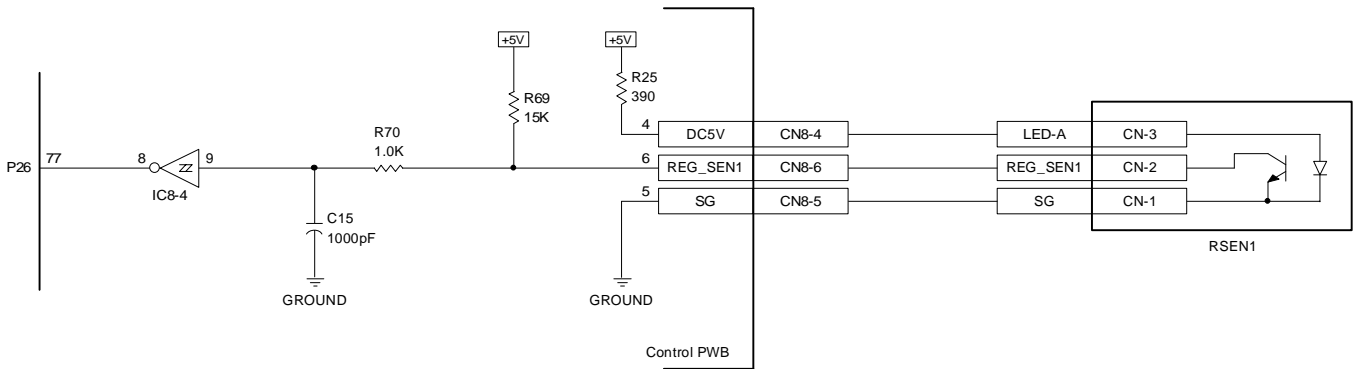 +5V
+5V
R25
390
R69
15K
4 DC5V CN8-4 LED-A CN-3
R70
1.0K
P26 77 8 9 6 REG_SEN1 CN8-6 REG_SEN1 CN-2
IC8-4
5 SG CN8-5 SG CN-1
C15
1000pF
RSEN1
GROUND
GROUND
Control PWB